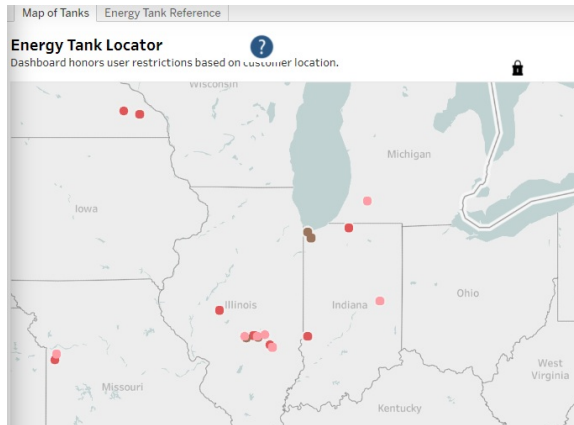 Map of Tanks
Energy Tank Reference
Energy Tank Locator
?
Dashboard honors user restrictions based on customer location.
Wisconsin
Michigan
Iowa
Illinois
Indiana
Ohio
Missouri
West
Virginia
Kentucky